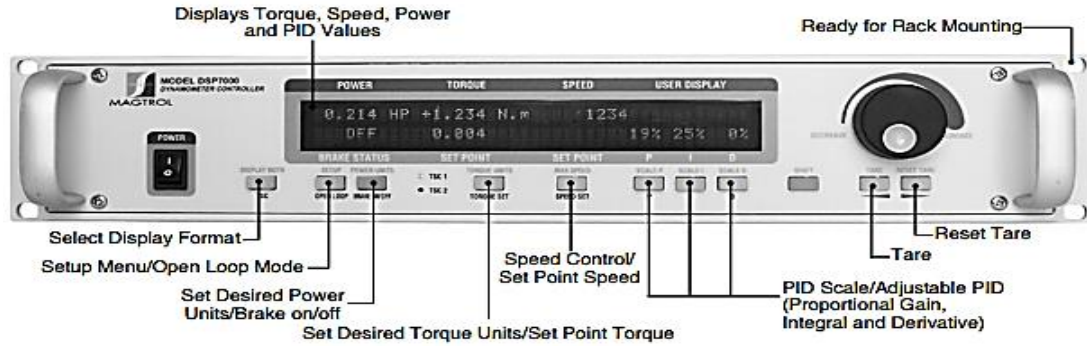 Displays Torque, Speed, Power
and PID Values
Ready for Rack Mounting
MODEL DSP7000
DYNAMOMETER CONTROLLER
MAGTROL
POWER TORQUE SPEED USER DISPLAY
0.214 HP +1.234 N.m 1234
OFF 0.004 19% 25% 0%
BRAKE STATUS SET POINT SET POINT P I D
POWER
SETUP POWER UNITS TORQUE UNITS MAX SPEED SCALE P SCALE I SCALE D SHIFT TARE RESET TARE
TSC 1
TSC 2
OPEN LOOP BRAKE ON/OFF TORQUE SET SPEED SET
Select Display Format
Setup Menu/Open Loop Mode
Set Desired Power
Units/Brake on/off
Set Desired Torque Units/Set Point Torque
Speed Control/
Set Point Speed
Reset Tare
Tare
PID Scale/Adjustable PID
(Proportional Gain,
Integral and Derivative)